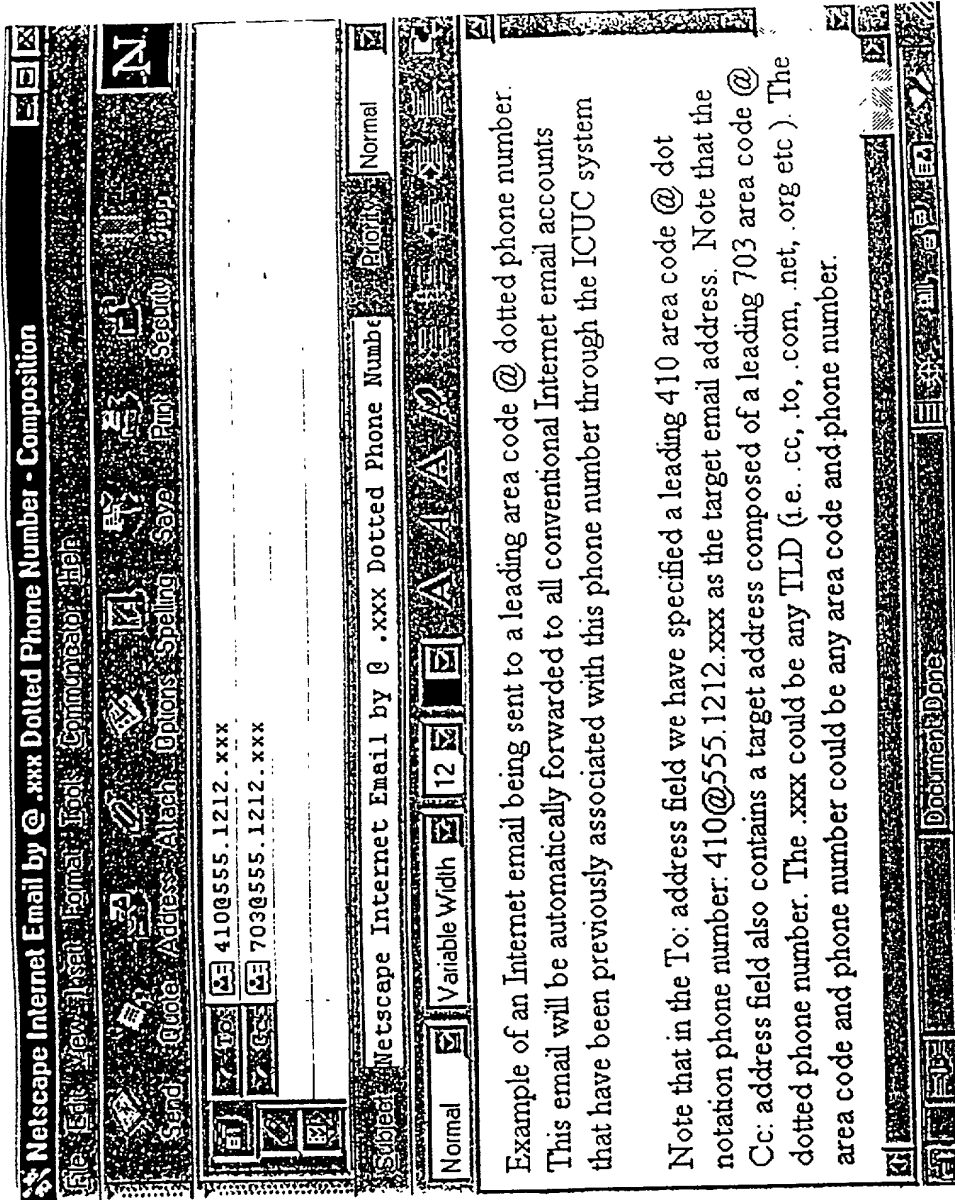 Netscape Internet Email by @ .xxx Dotted Phone Number - Composition
File Edit View Insert Format Tools Communicator Help
Send Quote Address Attach Options Spelling Save Print Security Stop
N
To: 410@555.1212.xxx
Cc: 703@555.1212.xxx
Subject: Netscape Internet Email by @ .xxx Dotted Phone Numbe Priority Normal
Normal Variable Width 12 A A A
Example of an Internet email being sent to a leading area code @ dotted phone number.
This email will be automatically forwarded to all conventional Internet email accounts
that have been previously associated with this phone number through the ICUC system
Note that in the To: address field we have specified a leading 410 area code @ dot
notation phone number: 410@555.1212.xxx as the target email address. Note that the
Cc: address field also contains a target address composed of a leading 703 area code @
dotted phone number. The .xxx could be any TLD (i.e. .cc, .to, .com, .net, .org etc ). The
area code and phone number could be any area code and phone number.
Document Done